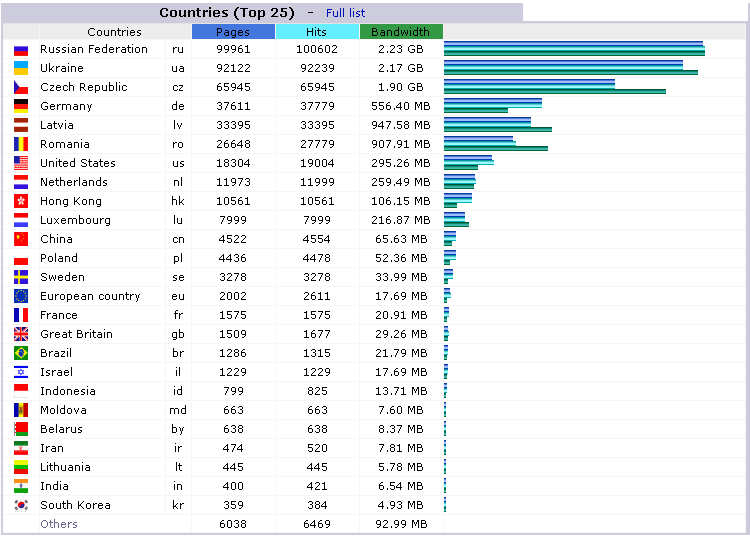 Countries (Top 25) - Full list
Countries Pages Hits Bandwidth
Russian Federation ru 99961 100602 2.23 GB
Ukraine ua 92122 92239 2.17 GB
Czech Republic cz 65945 65945 1.90 GB
Germany de 37611 37779 556.40 MB
Latvia lv 33395 33395 947.58 MB
Romania ro 26648 27779 907.91 MB
United States us 18304 19004 295.26 MB
Netherlands nl 11973 11999 259.49 MB
Hong Kong hk 10561 10561 106.15 MB
Luxembourg lu 7999 7999 216.87 MB
China cn 4522 4554 65.63 MB
Poland pl 4436 4478 52.36 MB
Sweden se 3278 3278 33.99 MB
European country eu 2002 2611 17.69 MB
France fr 1575 1575 20.91 MB
Great Britain gb 1509 1677 29.26 MB
Brazil br 1286 1315 21.79 MB
Israel il 1229 1229 17.69 MB
Indonesia id 799 825 13.71 MB
Moldova md 663 663 7.60 MB
Belarus by 638 638 8.37 MB
Iran ir 474 520 7.81 MB
Lithuania lt 445 445 5.78 MB
India in 400 421 6.54 MB
South Korea kr 359 384 4.93 MB
Others 6038 6469 92.99 MB